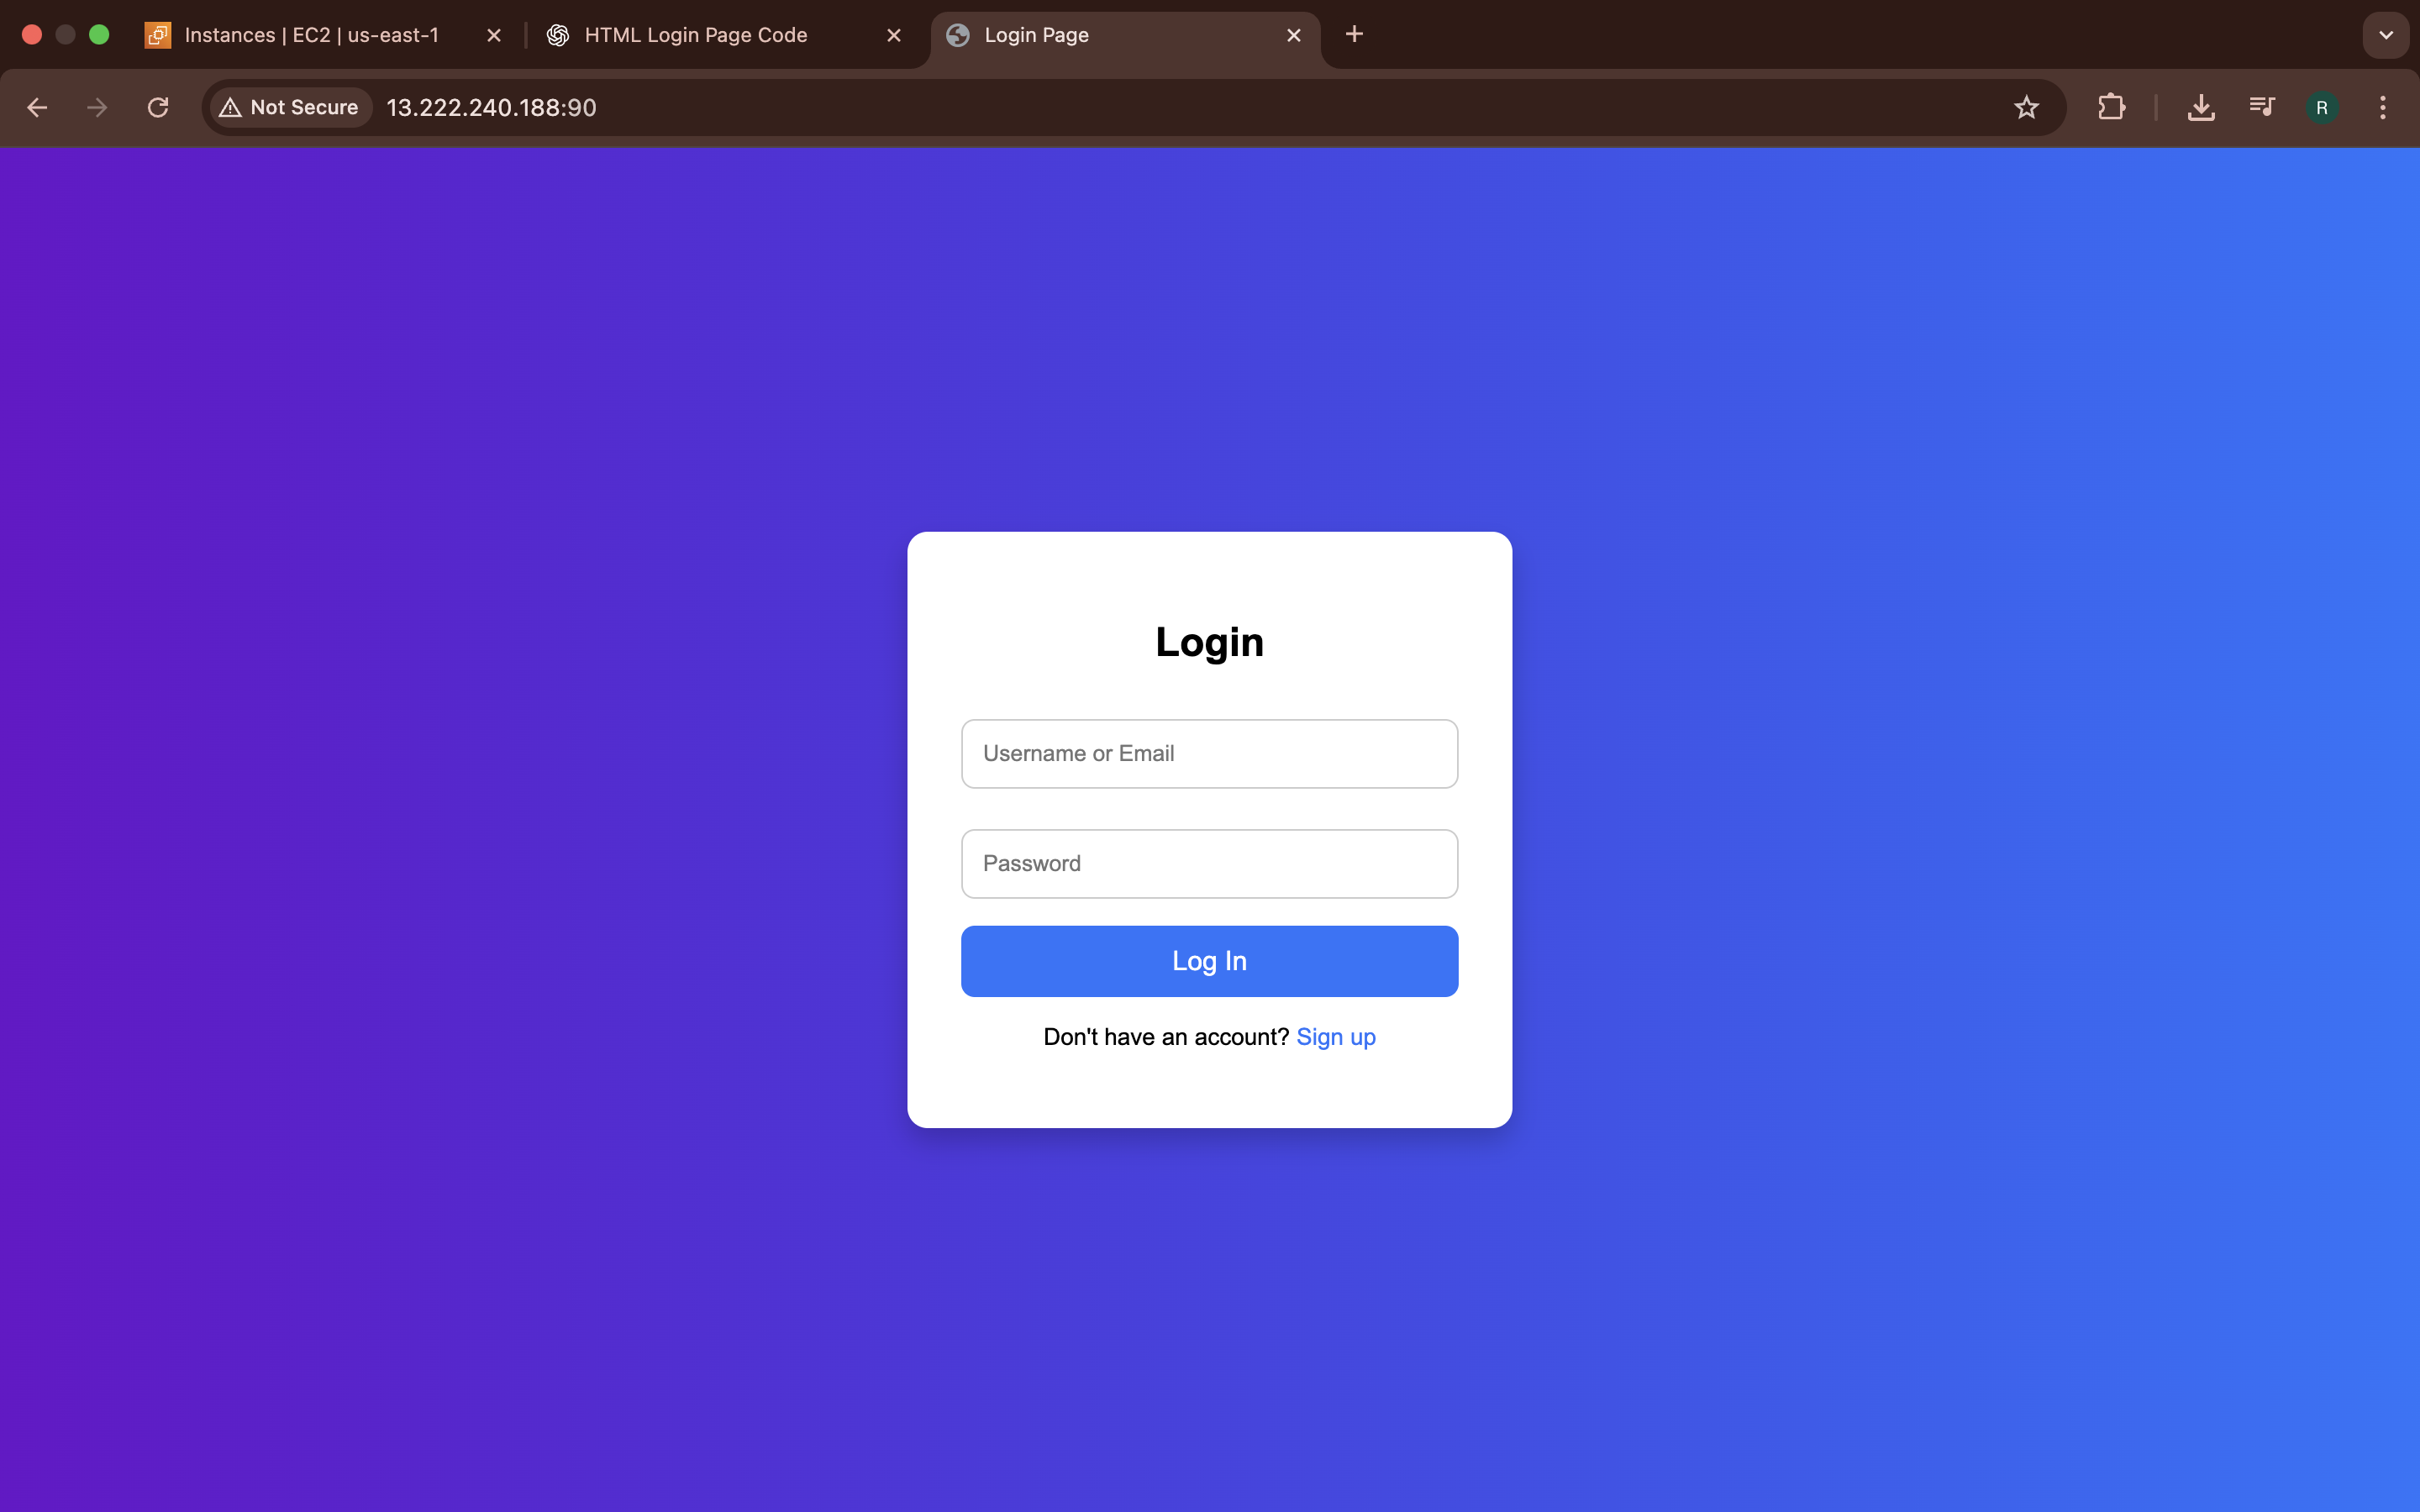 Instances | EC2 | us-east-1
HTML Login Page Code
Login Page
Not Secure
13.222.240.188:90
R
Login
Username or Email
Password
Log In
Don't have an account? Sign up